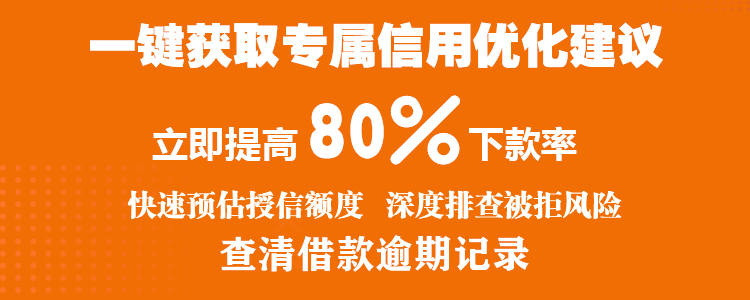 一键获取专属信用优化建议
立即提高80%下款率
快速预估授信额度 深度排查被拒风险
查清借款逾期记录